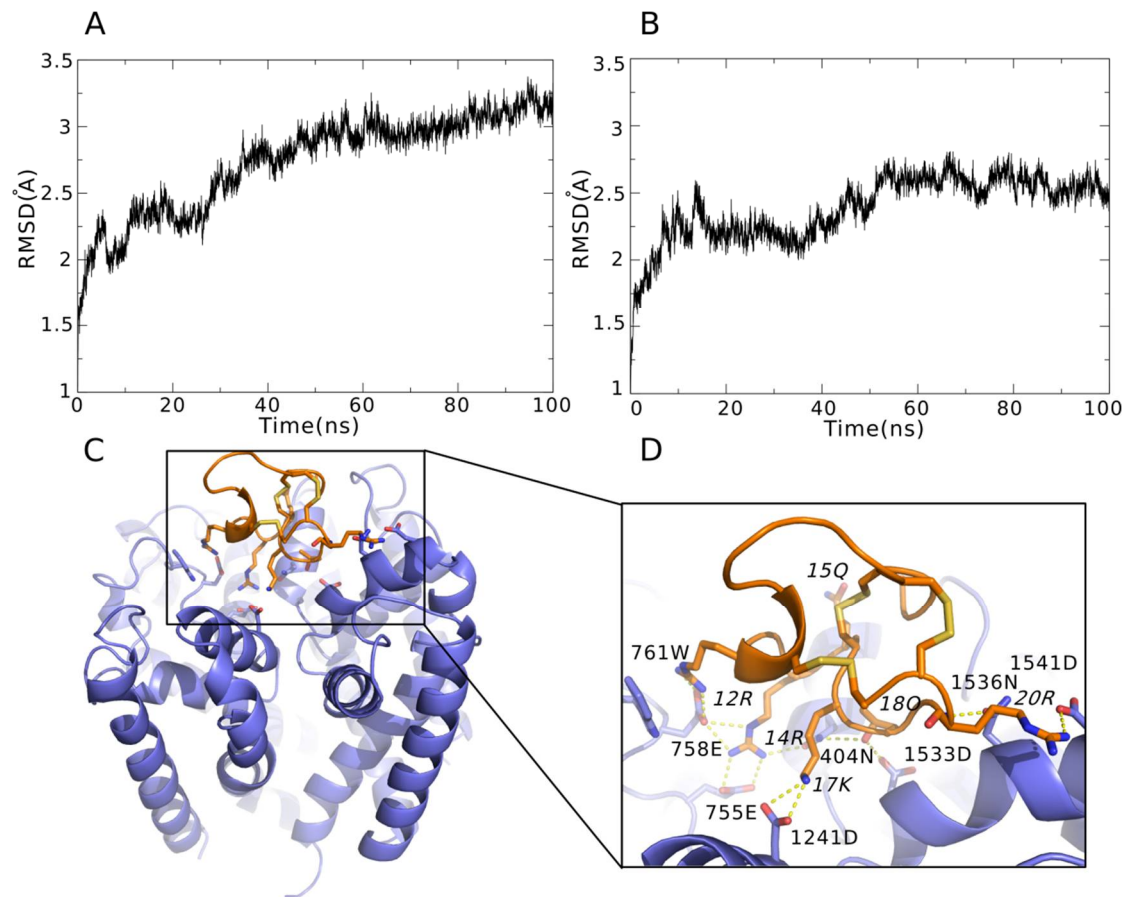 A
B
3.5
3
2.5
2
1.5
1
RMSD(Å)
0
20
40
60
80
100
Time(ns)
3.5
3
2.5
2
1.5
1
RMSD(Å)
0
20
40
60
80
100
Time(ns)
C
D
15Q
761W
1541D
12R
1536N
20R
18O
758E
14R
404N
1533D
17K
755E
1241D